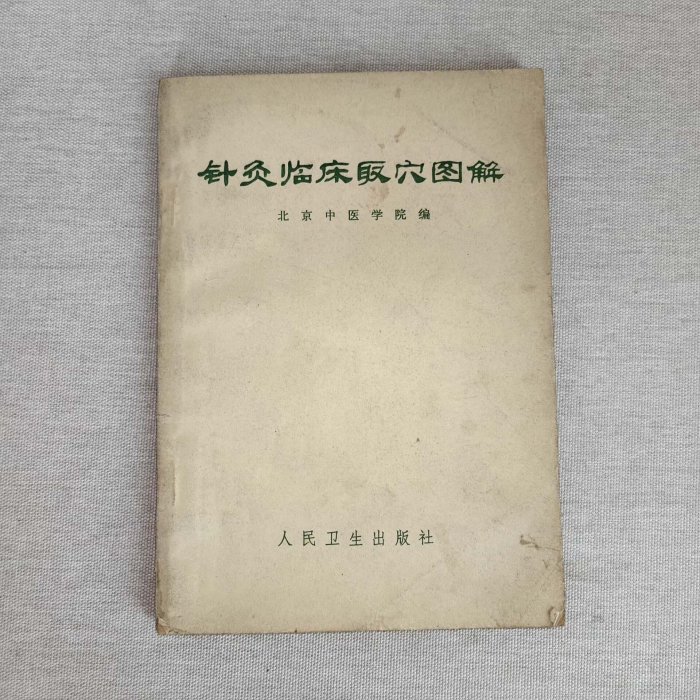 针灸临床取穴图解
北京中医学院编
人民卫生出版社